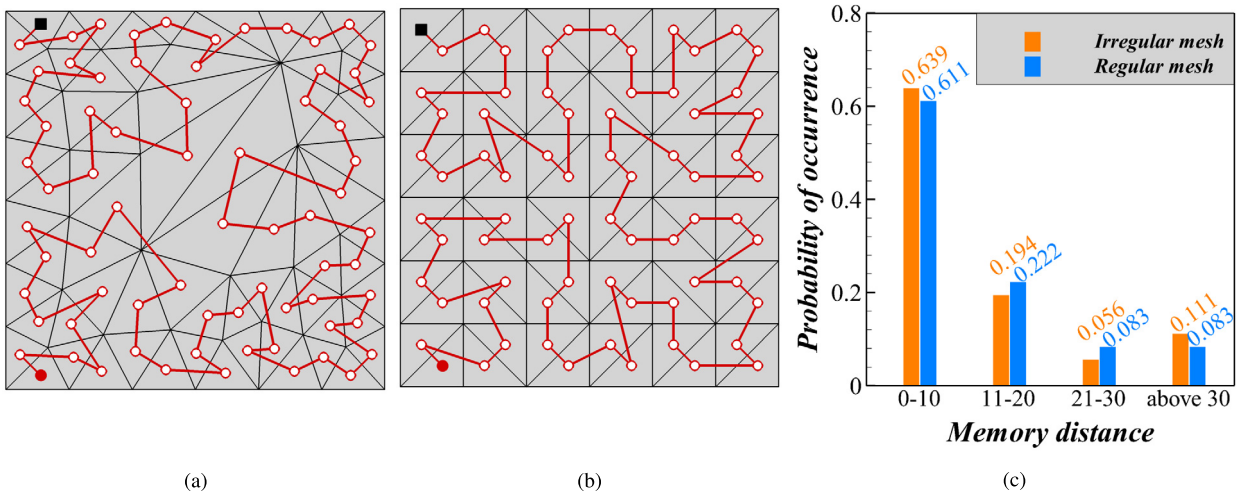 0.8
0.6
0.4
0.2
0
Probability of occurrence
Irregular mesh
Regular mesh
0.639
0.611
0.194
0.222
0.056
0.083
0.111
0.083
0-10
11-20
21-30
above 30
Memory distance
(a)
(b)
(c)